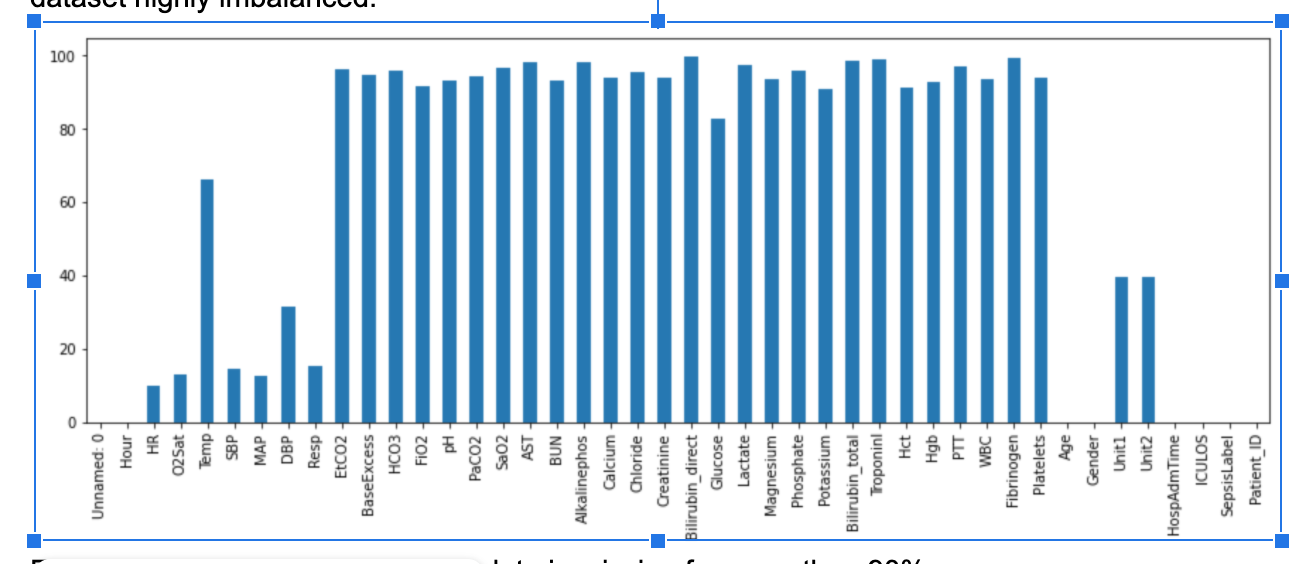 dataset highly imbalanced.
100
80
60
40
20
0
Unnamed: 0
Hour
HR
O2Sat
Temp
SBP
MAP
DBP
Resp
EtCO2
BaseExcess
HCO3
FiO2
pH
PaCO2
SaO2
AST
BUN
Alkalinephos
Calcium
Chloride
Creatinine
Bilirubin_direct
Glucose
Lactate
Magnesium
Phosphate
Potassium
Bilirubin_total
TroponinI
Hct
Hgb
PTT
WBC
Fibrinogen
Platelets
Age
Gender
Unit1
Unit2
HospAdmTime
ICULOS
SepsisLabel
Patient_ID